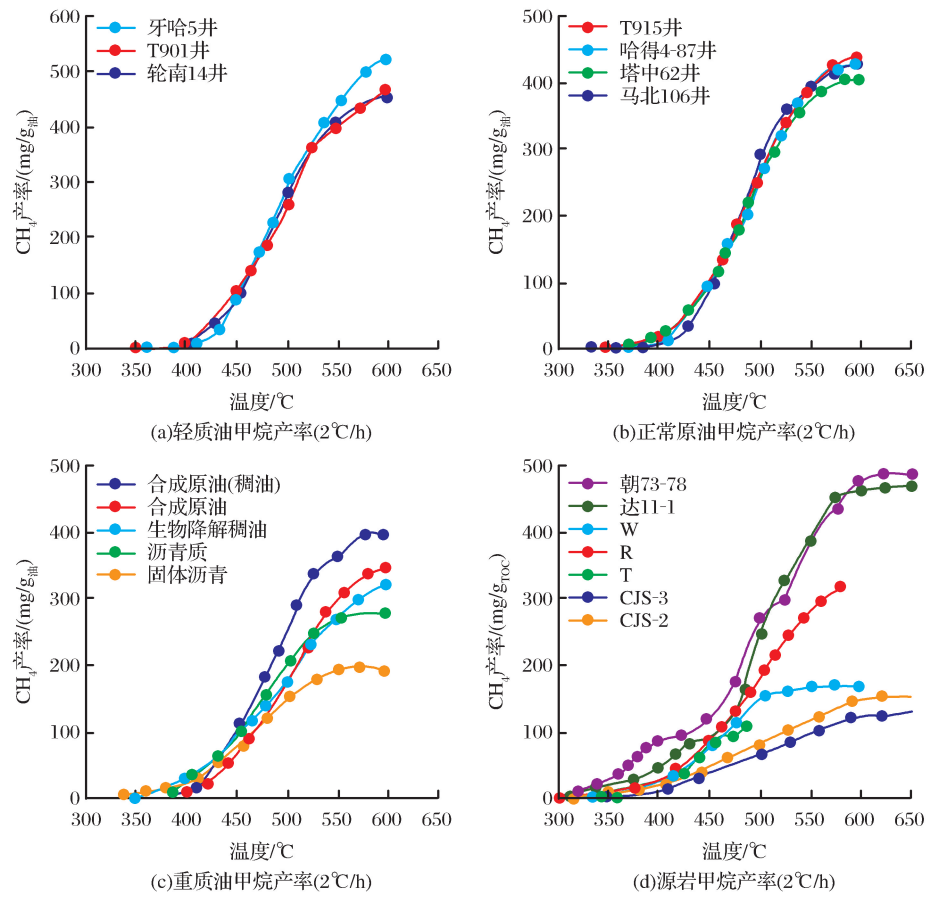 CH4产率/(mg/g油)
600
500
400
300
200
100
0
牙哈5井
T901井
轮南14井
300 350 400 450 500 550 600 650
温度/℃
(a)轻质油甲烷产率(2℃/h)
CH4产率/(mg/g油)
500
400
300
200
100
0
T915井
哈得4-87井
塔中62井
马北106井
300 350 400 450 500 550 600 650
温度/℃
(b)正常原油甲烷产率(2℃/h)
CH4产率/(mg/g油)
500
400
300
200
100
0
合成原油(稠油)
合成原油
生物降解稠油
沥青质
固体沥青
300 350 400 450 500 550 600 650
温度/℃
(c)重质油甲烷产率(2℃/h)
CH4产率/(mg/gTOC)
500
400
300
200
100
0
朝73-78
达11-1
W
R
T
CJS-3
CJS-2
300 350 400 450 500 550 600 650
温度/℃
(d)源岩甲烷产率(2℃/h)